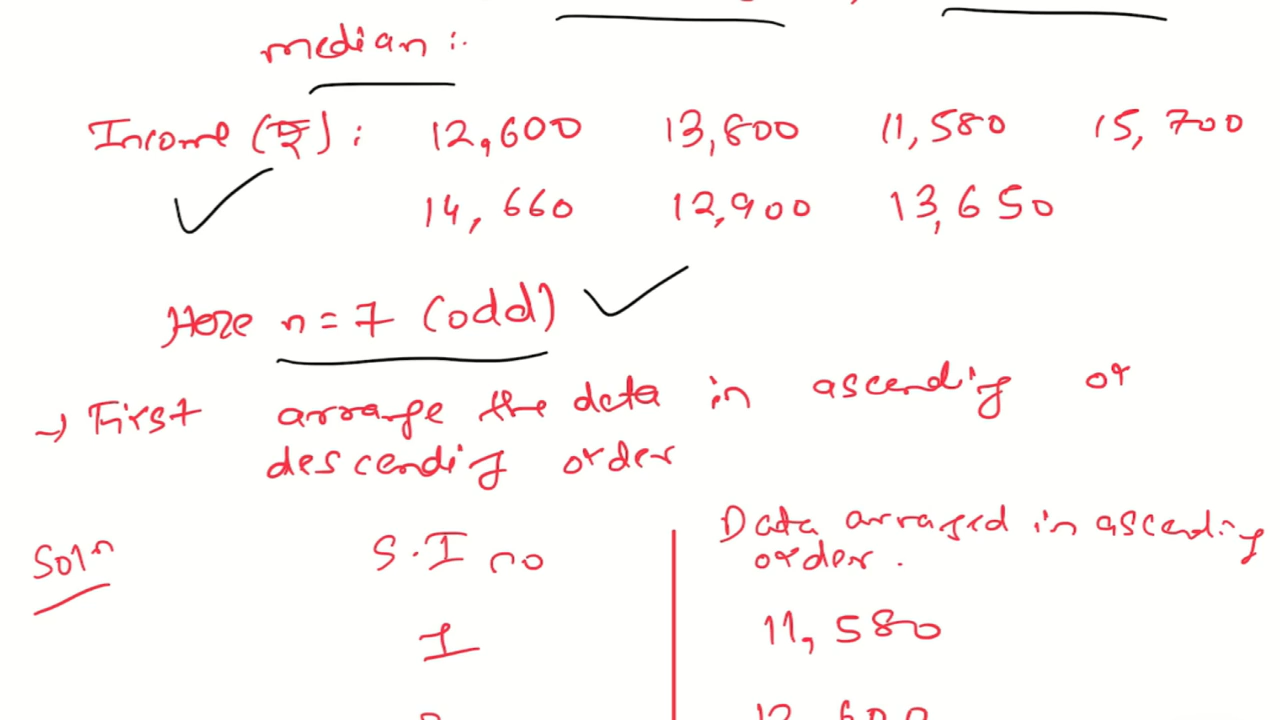 median :-
Income (₹) : 12,600 13,800 11,580 15,700
14,660 12,900 13,650
Here n = 7 (odd)
→ First arrange the data in ascending or
descending order
Soln S.I no Data arranged in ascending
order.
1 11,580